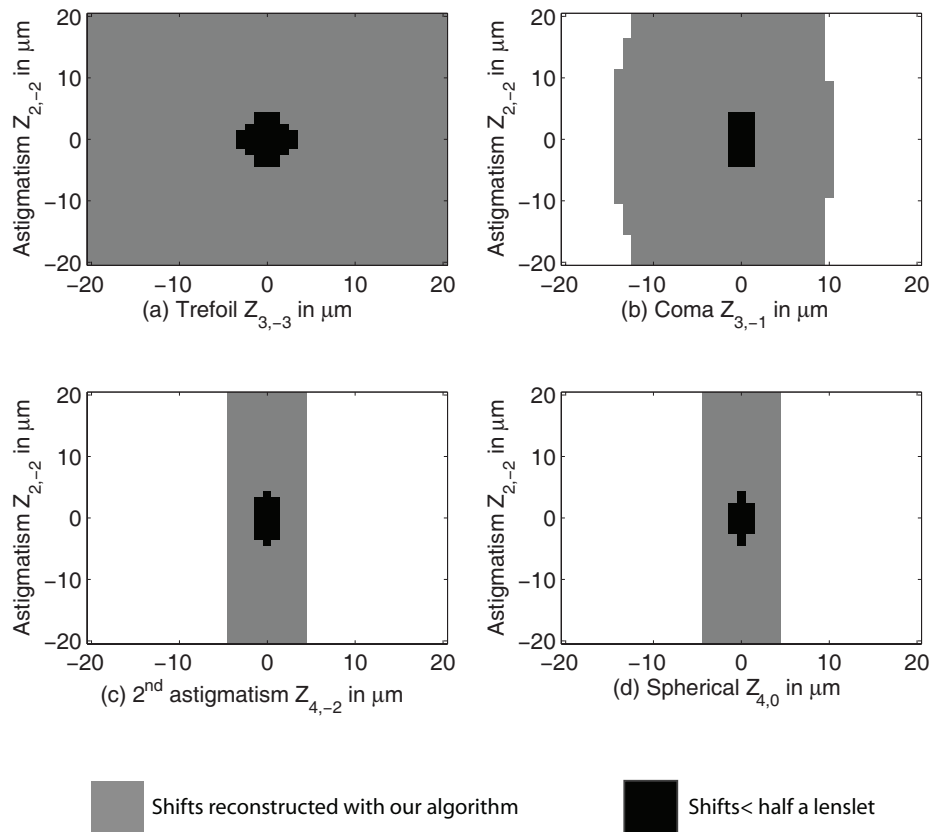 20
10
0
−10
−20
Astigmatism Z2,−2 in μm
−20 −10 0 10 20
(a) Trefoil Z3,−3 in μm
20
10
0
−10
−20
Astigmatism Z2,−2 in μm
−20 −10 0 10 20
(b) Coma Z3,−1 in μm
20
10
0
−10
−20
Astigmatism Z2,−2 in μm
−20 −10 0 10 20
(c) 2nd astigmatism Z4,−2 in μm
20
10
0
−10
−20
Astigmatism Z2,−2 in μm
−20 −10 0 10 20
(d) Spherical Z4,0 in μm
Shifts reconstructed with our algorithm
Shifts< half a lenslet